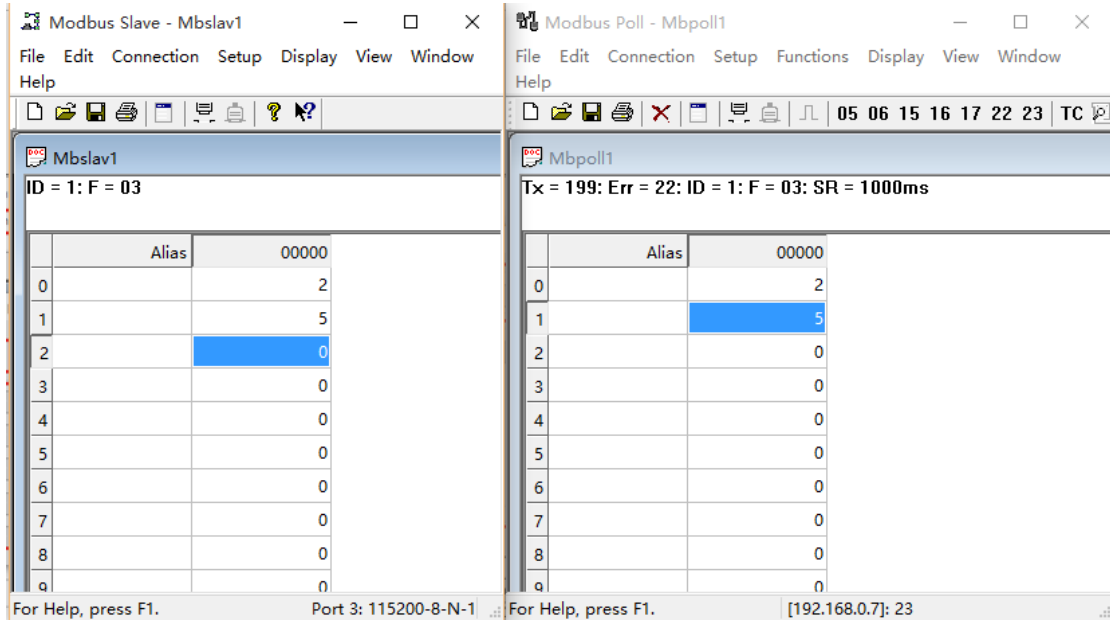 Modbus Slave - Mbslav1
File Edit Connection Setup Display View Window
Help
Mbslav1
ID = 1: F = 03
Alias 00000
0 2
1 5
2 0
3 0
4 0
5 0
6 0
7 0
8 0
9 0
For Help, press F1. Port 3: 115200-8-N-1
Modbus Poll - Mbpoll1
File Edit Connection Setup Functions Display View Window
Help
05 06 15 16 17 22 23 TC
Mbpoll1
Tx = 199: Err = 22: ID = 1: F = 03: SR = 1000ms
Alias 00000
0 2
1 5
2 0
3 0
4 0
5 0
6 0
7 0
8 0
9 0
For Help, press F1. [192.168.0.7]: 23